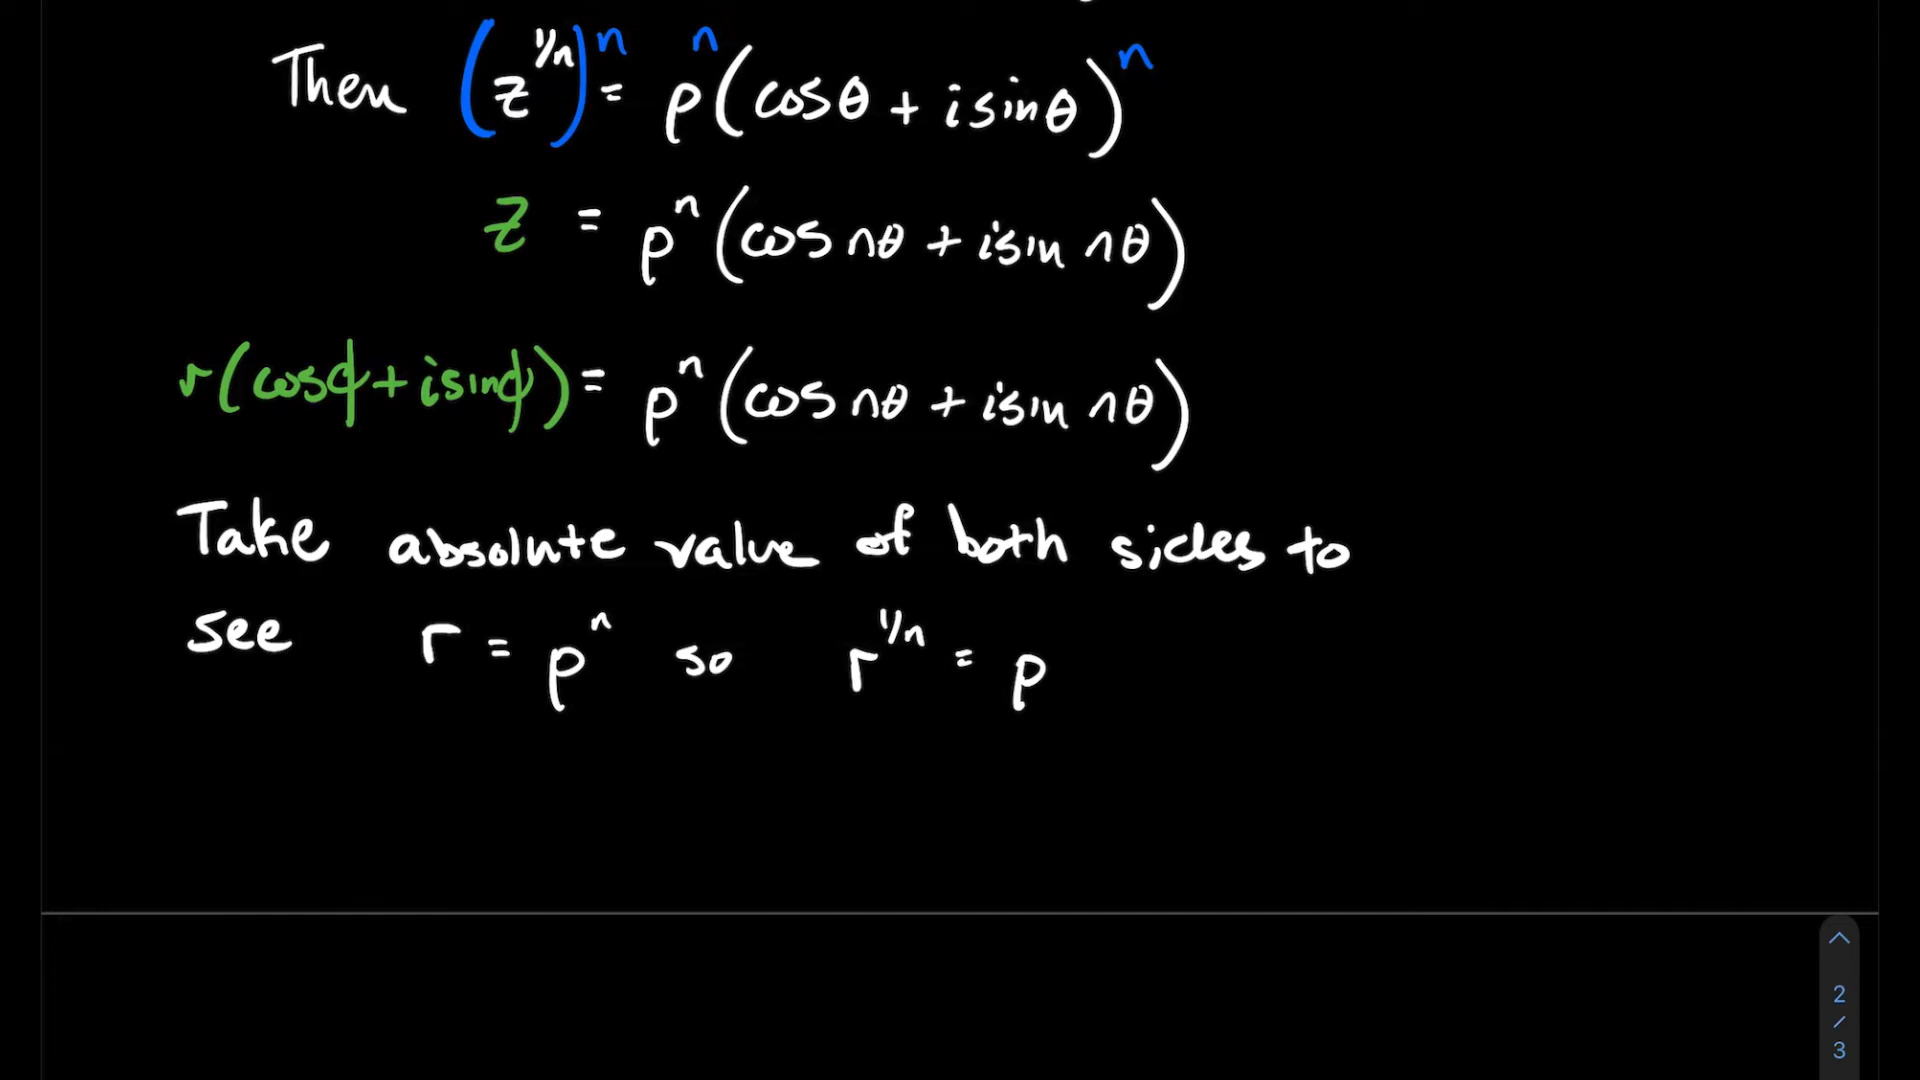 Then (z^{1/n})^n = ρ^n(cosθ + i sinθ)^n
z = ρ^n(cos nθ + i sin nθ)
r(cosϕ + i sinϕ) = ρ^n(cos nθ + i sin nθ)
Take absolute value of both sides to
see r = ρ^n so r^{1/n} = ρ
2
/
3